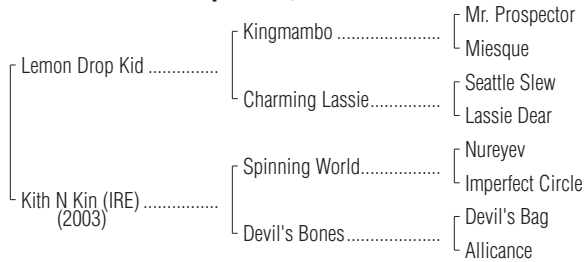 Mr. Prospector
Kingmambo ..................
Miesque
Lemon Drop Kid ...............
Seattle Slew
Charming Lassie................
Lassie Dear
Nureyev
Spinning World..................
Imperfect Circle
Kith N Kin (IRE) ................
(2003)
Devil's Bag
Devil's Bones.....................
Allicance